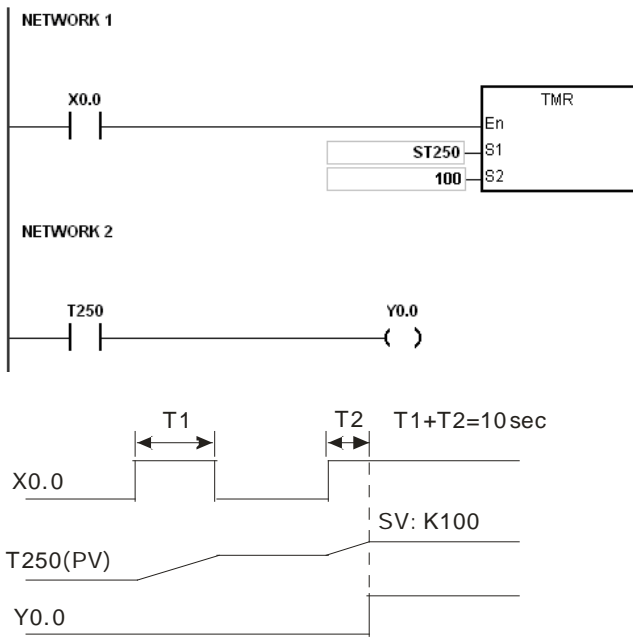 NETWORK 1
X0.0
TMR
En
ST250 S1
100 S2
NETWORK 2
T250 Y0.0
T1 T2 T1+T2=10sec
X0.0
SV: K100
T250(PV)
Y0.0